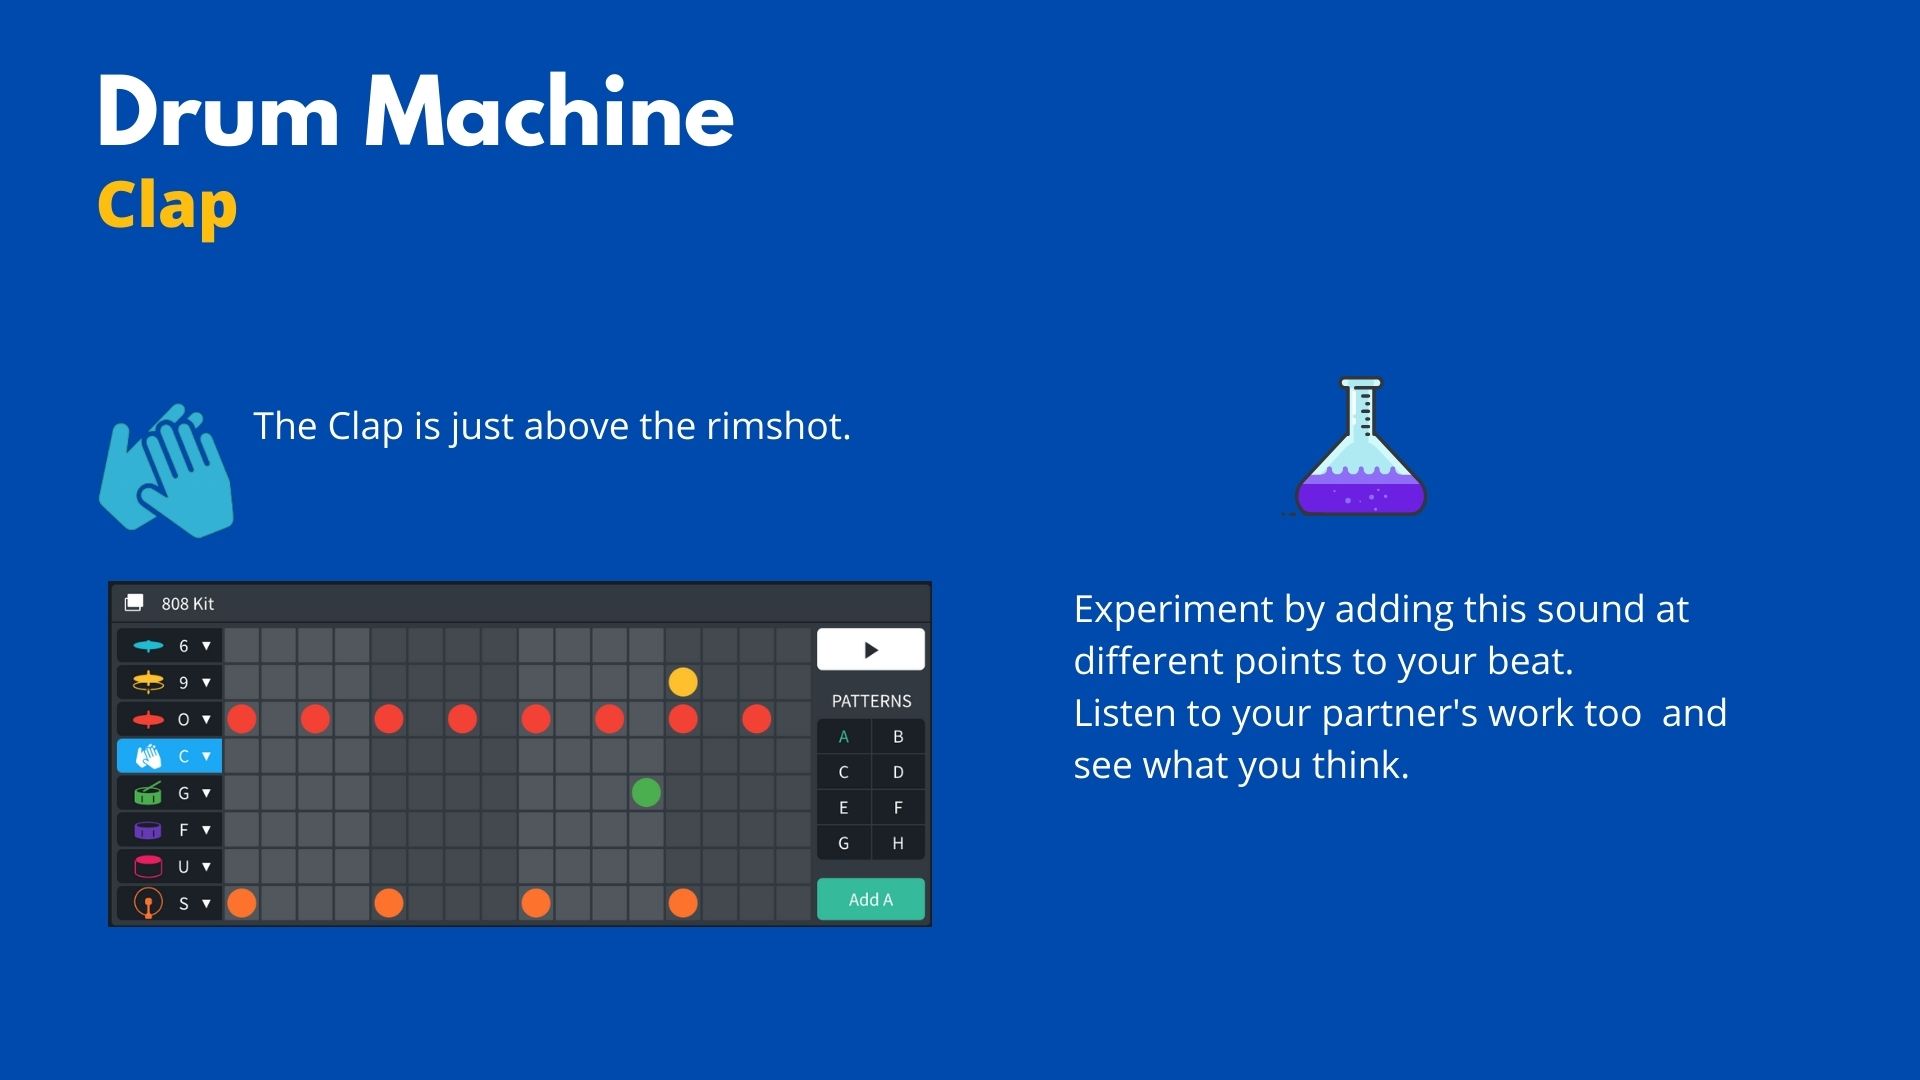 Drum Machine
Clap
The Clap is just above the rimshot.
808 Kit
6
9
O
C
G
F
U
S
PATTERNS
A B
C D
E F
G H
Add A
Experiment by adding this sound at
different points to your beat.
Listen to your partner's work too  and
see what you think.